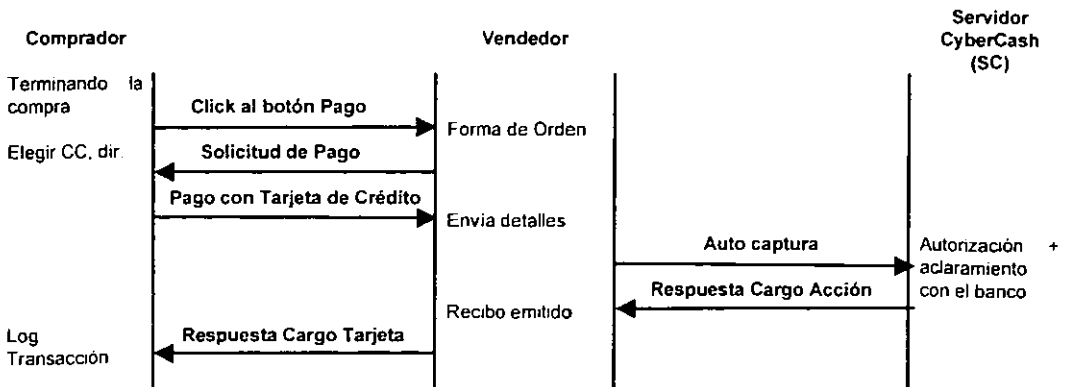 Comprador
Vendedor
Servidor
CyberCash
(SC)
Terminando la
compra
Click al botón Pago
Forma de Orden
Elegir CC, dir.
Solicitud de Pago
Pago con Tarjeta de Crédito
Envia detalles
Auto captura
Autorización +
aclaramiento
con el banco
Respuesta Cargo Acción
Recibo emitido
Log
Transacción
Respuesta Cargo Tarjeta